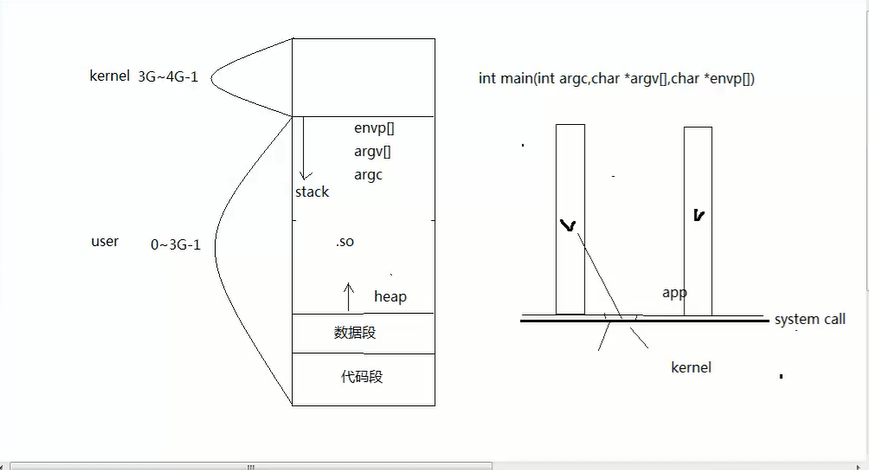 kernel 3G~4G-1
envp[]
argv[]
argc
stack
user 0~3G-1
.so
heap
数据段
代码段
int main(int argc,char *argv[],char *envp[])
app
system call
kernel